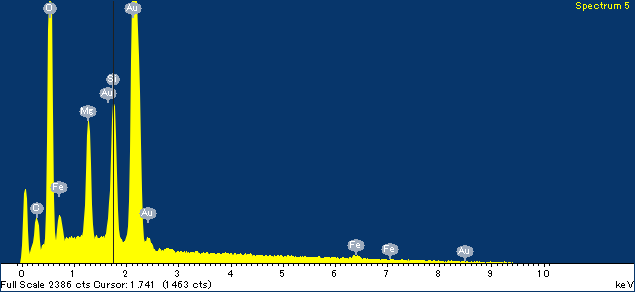 Spectrum 5
O Au
Si
Au
Mg
Fe
C Au
Fe Fe Au
0 1 2 3 4 5 6 7 8 9 10
Full Scale 2386 cts Cursor: 1.741 (1463 cts) keV